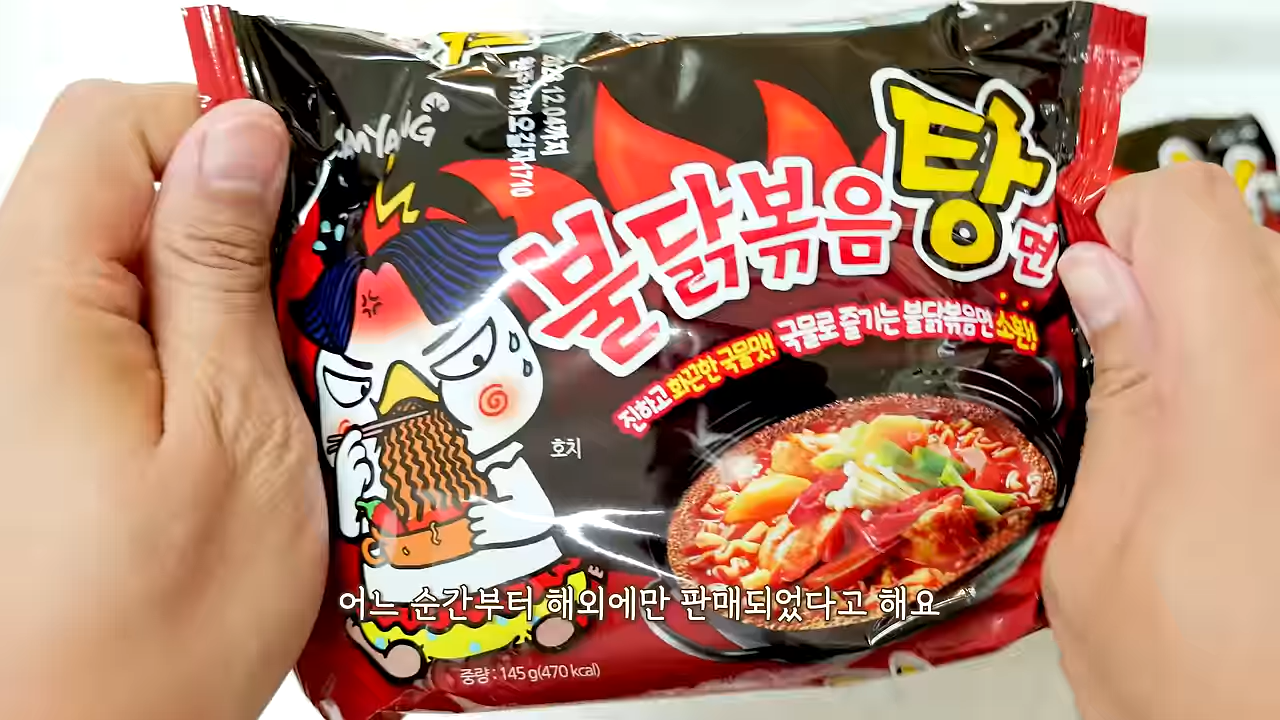 SAMYANG
탕
불닭볶음
면
진하고 화끈한 국물맛! 국물로 즐기는 불닭볶음면 소환!
호치
어느 순간부터 해외에만 판매되었다고 해요
중량 : 145 g(470 kcal)